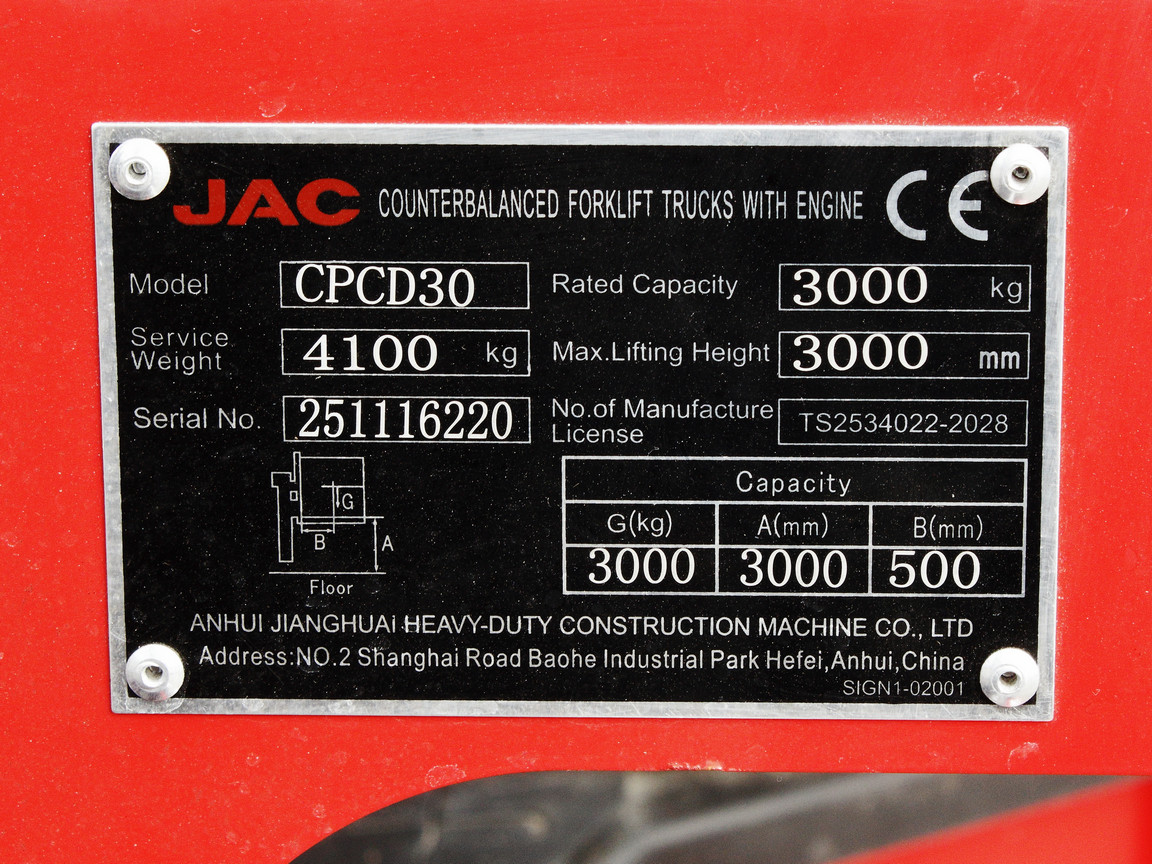 JAC COUNTERBALANCED FORKLIFT TRUCKS WITH ENGINE CE
Model CPCD30 Rated Capacity 3000 kg
Service Weight 4100 kg Max.Lifting Height 3000 mm
Serial No. 251116220 No.of Manufacture License TS2534022-2028
Capacity
G(kg) A(mm) B(mm)
3000 3000 500
G
B A
Floor
ANHUI JIANGHUAi HEAVY-DUTY CONSTRUCTION MACHINE CO., LTD
Address:NO.2 Shanghai Road Baohe Industrial Park Hefei,Anhui,China
SIGN1-02001